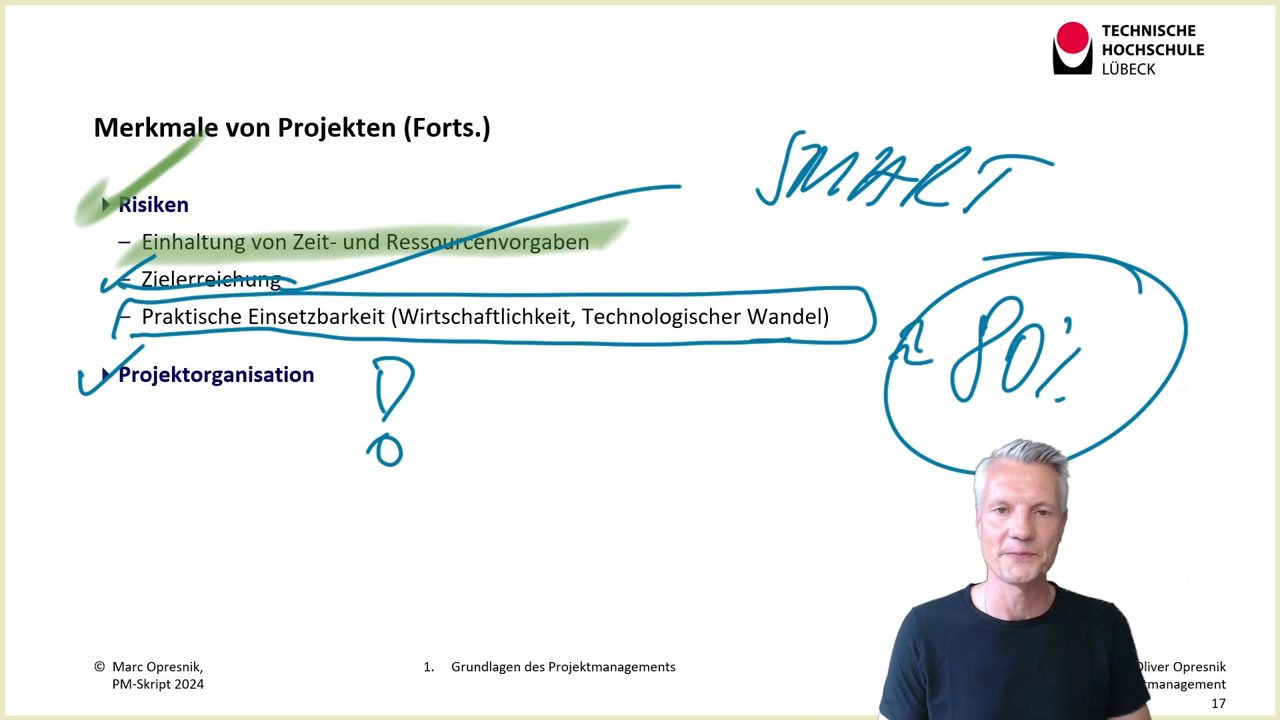 TECHNISCHE
HOCHSCHULE
LÜBECK
Merkmale von Projekten (Forts.)
SMART
Risiken
– Einhaltung von Zeit- und Ressourcenvorgaben
– Zielerreichung
– Praktische Einsetzbarkeit (Wirtschaftlichkeit, Technologischer Wandel)
≈ 80%
Projektorganisation
© Marc Opresnik,
PM-Skript 2024
1. Grundlagen des Projektmanagements
Oliver Opresnik
tmanagement
17